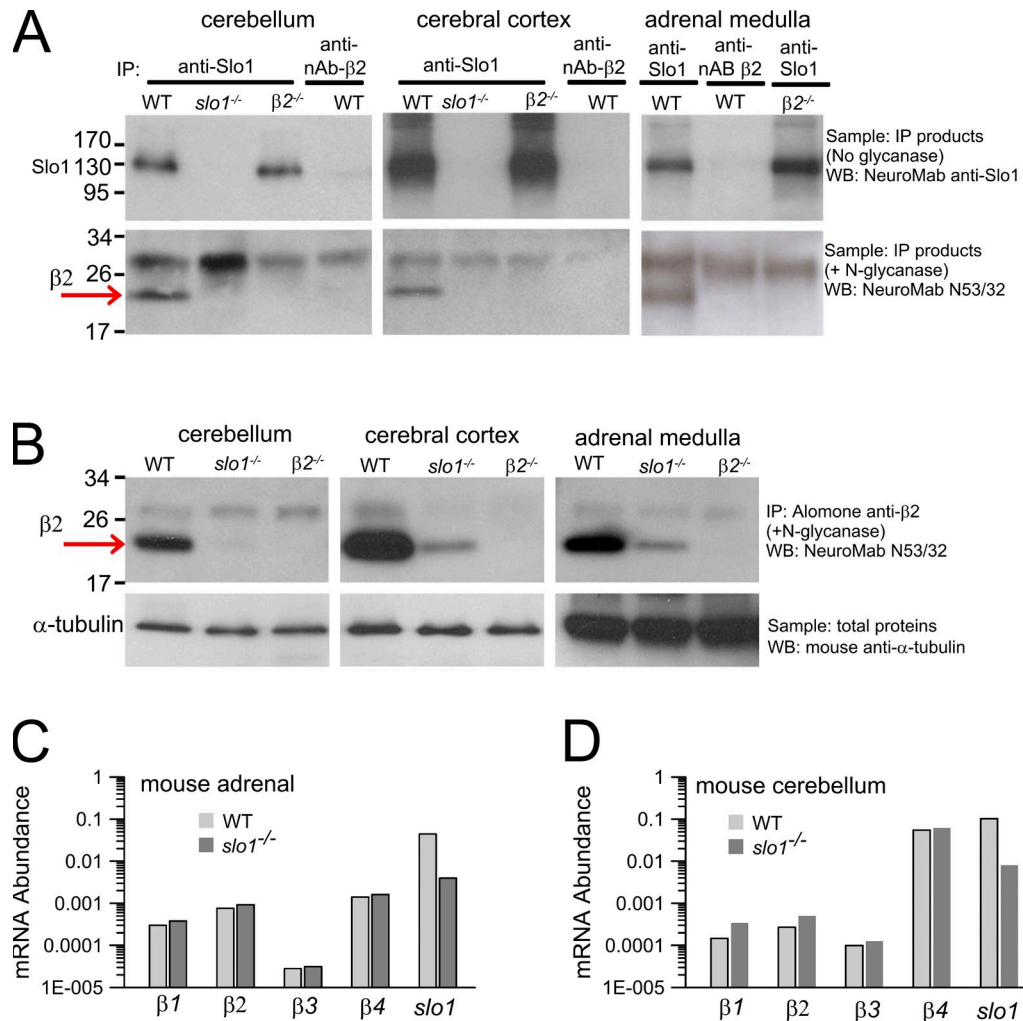 A
cerebellum
cerebral cortex
adrenal medulla
IP:
anti-Slo1
anti-
nAb-β2
anti-Slo1
anti-
nAb-β2
anti-
Slo1
anti-
nAB β2
anti-
Slo1
WT
slo1-/-
β2-/-
WT
WT
slo1-/-
β2-/-
WT
WT
WT
β2-/-
170
Slo1 130
95
Sample: IP products
(No glycanase)
WB: NeuroMab anti-Slo1
34
26
β2
17
Sample: IP products
(+ N-glycanase)
WB: NeuroMab N53/32
B
cerebellum
cerebral cortex
adrenal medulla
WT
slo1-/-
β2-/-
WT
slo1-/-
β2-/-
WT
slo1-/-
β2-/-
34
26
β2
17
IP: Alomone anti-β2
(+N-glycanase)
WB: NeuroMab N53/32
α-tubulin
Sample: total proteins
WB: mouse anti-α-tubulin
C
mRNA Abundance
1
0.1
0.01
0.001
0.0001
1E-005
mouse adrenal
WT
slo1-/-
β1
β2
β3
β4
slo1
D
mRNA Abundance
1
0.1
0.01
0.001
0.0001
1E-005
mouse cerebellum
WT
slo1-/-
β1
β2
β3
β4
slo1